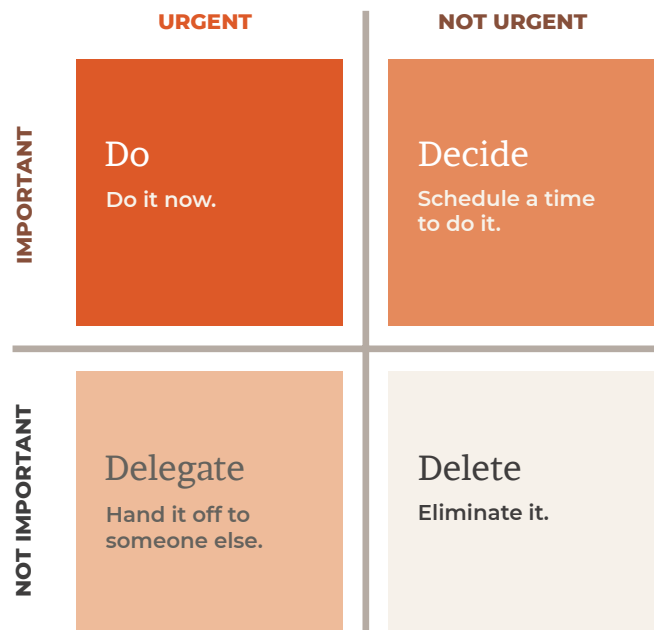 URGENT
NOT URGENT
IMPORTANT
Do
Do it now.
Decide
Schedule a time
to do it.
NOT IMPORTANT
Delegate
Hand it off to
someone else.
Delete
Eliminate it.